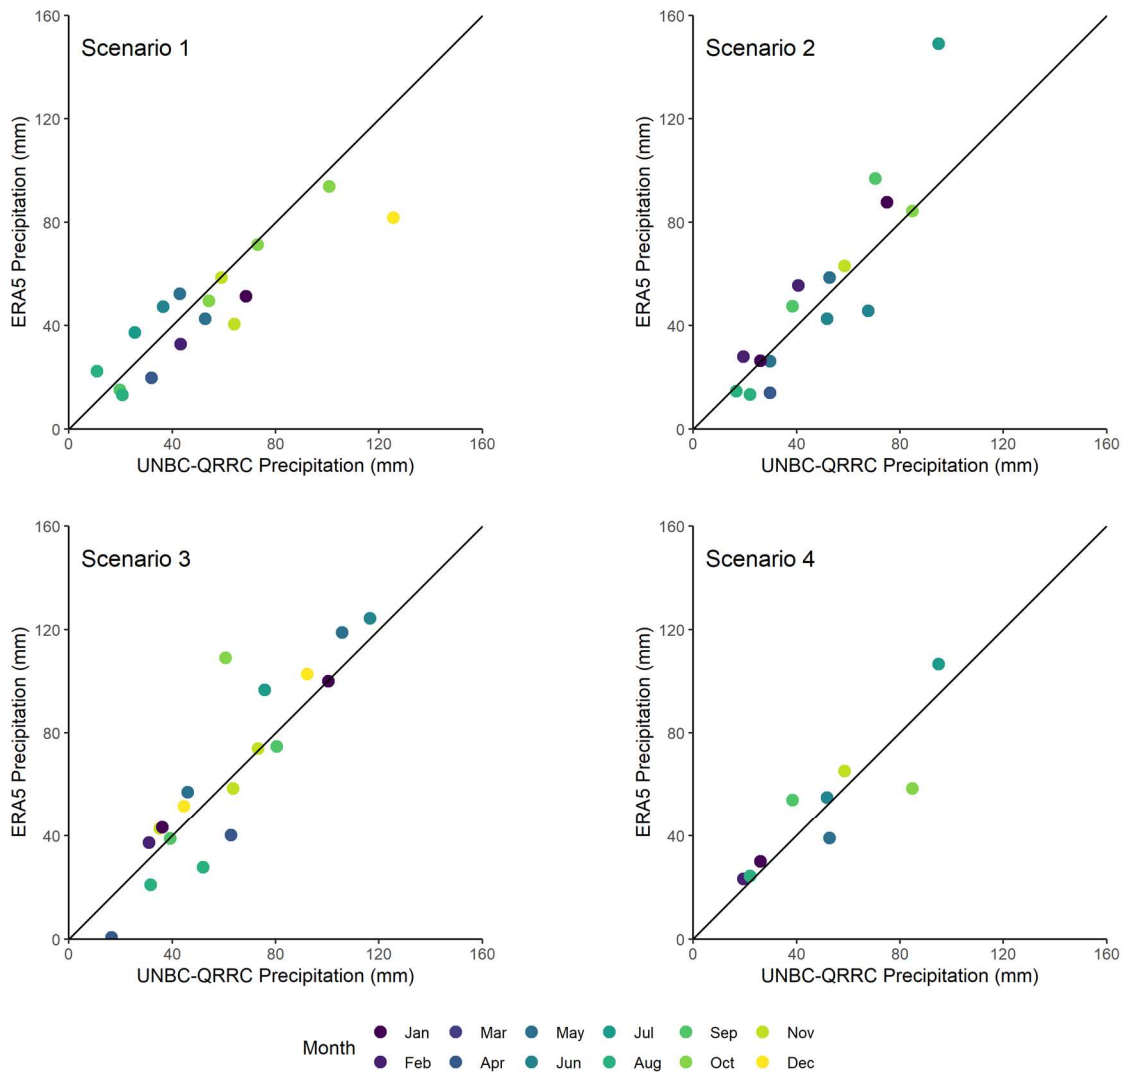 Scenario 1
ERA5 Precipitation (mm)
160
120
80
40
0
0 40 80 120 160
UNBC-QRRC Precipitation (mm)
Scenario 2
ERA5 Precipitation (mm)
160
120
80
40
0
0 40 80 120 160
UNBC-QRRC Precipitation (mm)
Scenario 3
ERA5 Precipitation (mm)
160
120
80
40
0
0 40 80 120 160
UNBC-QRRC Precipitation (mm)
Scenario 4
ERA5 Precipitation (mm)
160
120
80
40
0
0 40 80 120 160
UNBC-QRRC Precipitation (mm)
Month
Jan Mar May Jul Sep Nov
Feb Apr Jun Aug Oct Dec